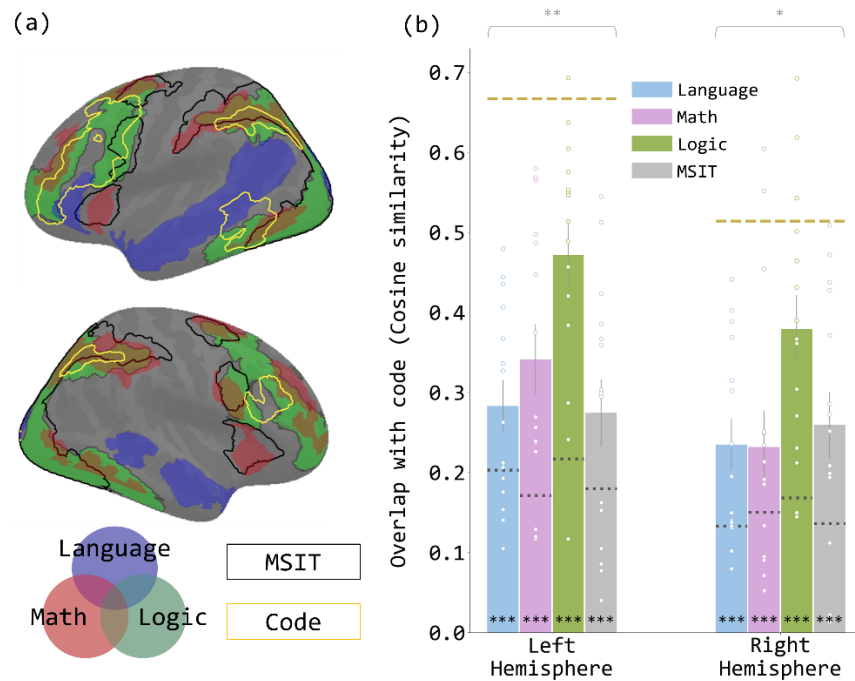 (a)
Language
Math
Logic
MSIT
Code
(b)
**
*
Overlap with code (Cosine similarity)
0.7
0.6
0.5
0.4
0.3
0.2
0.1
0.0
Language
Math
Logic
MSIT
*** *** *** ***
*** *** *** ***
Left
Hemisphere
Right
Hemisphere